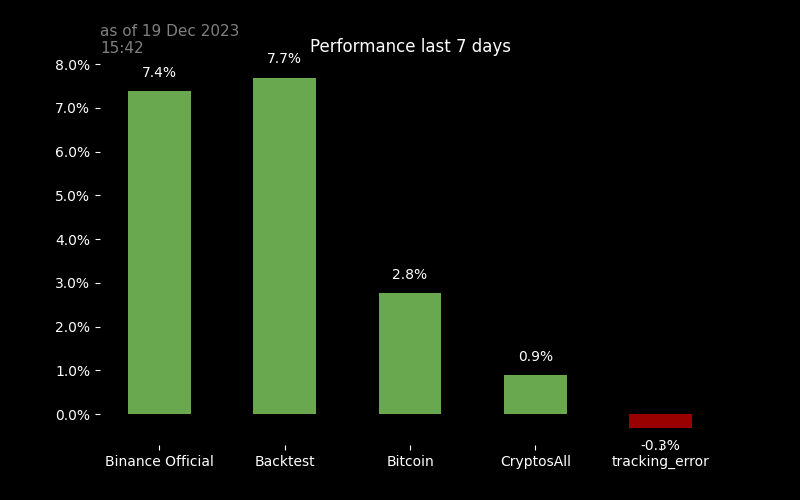 as of 19 Dec 2023
15:42
Performance last 7 days
8.0%
7.0%
6.0%
5.0%
4.0%
3.0%
2.0%
1.0%
0.0%
7.4%
7.7%
2.8%
0.9%
-0.3%
Binance Official
Backtest
Bitcoin
CryptosAll
tracking_error